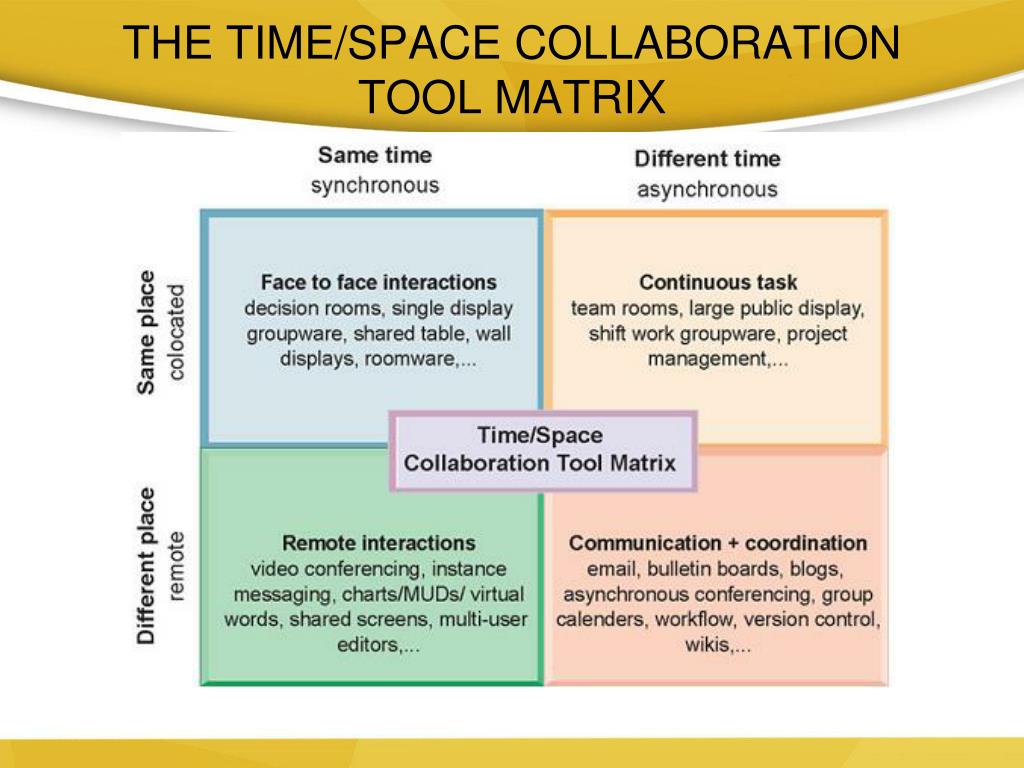 THE TIME/SPACE COLLABORATION
TOOL MATRIX
Same time
synchronous
Different time
asynchronous
Same place
colocated
Face to face interactions
decision rooms, single display
groupware, shared table, wall
displays, roomware,...
Continuous task
team rooms, large public display,
shift work groupware, project
management,...
Time/Space
Collaboration Tool Matrix
Different place
remote
Remote interactions
video conferencing, instance
messaging, charts/MUDs/ virtual
words, shared screens, multi-user
editors,...
Communication + coordination
email, bulletin boards, blogs,
asynchronous conferencing, group
calenders, workflow, version control,
wikis,...